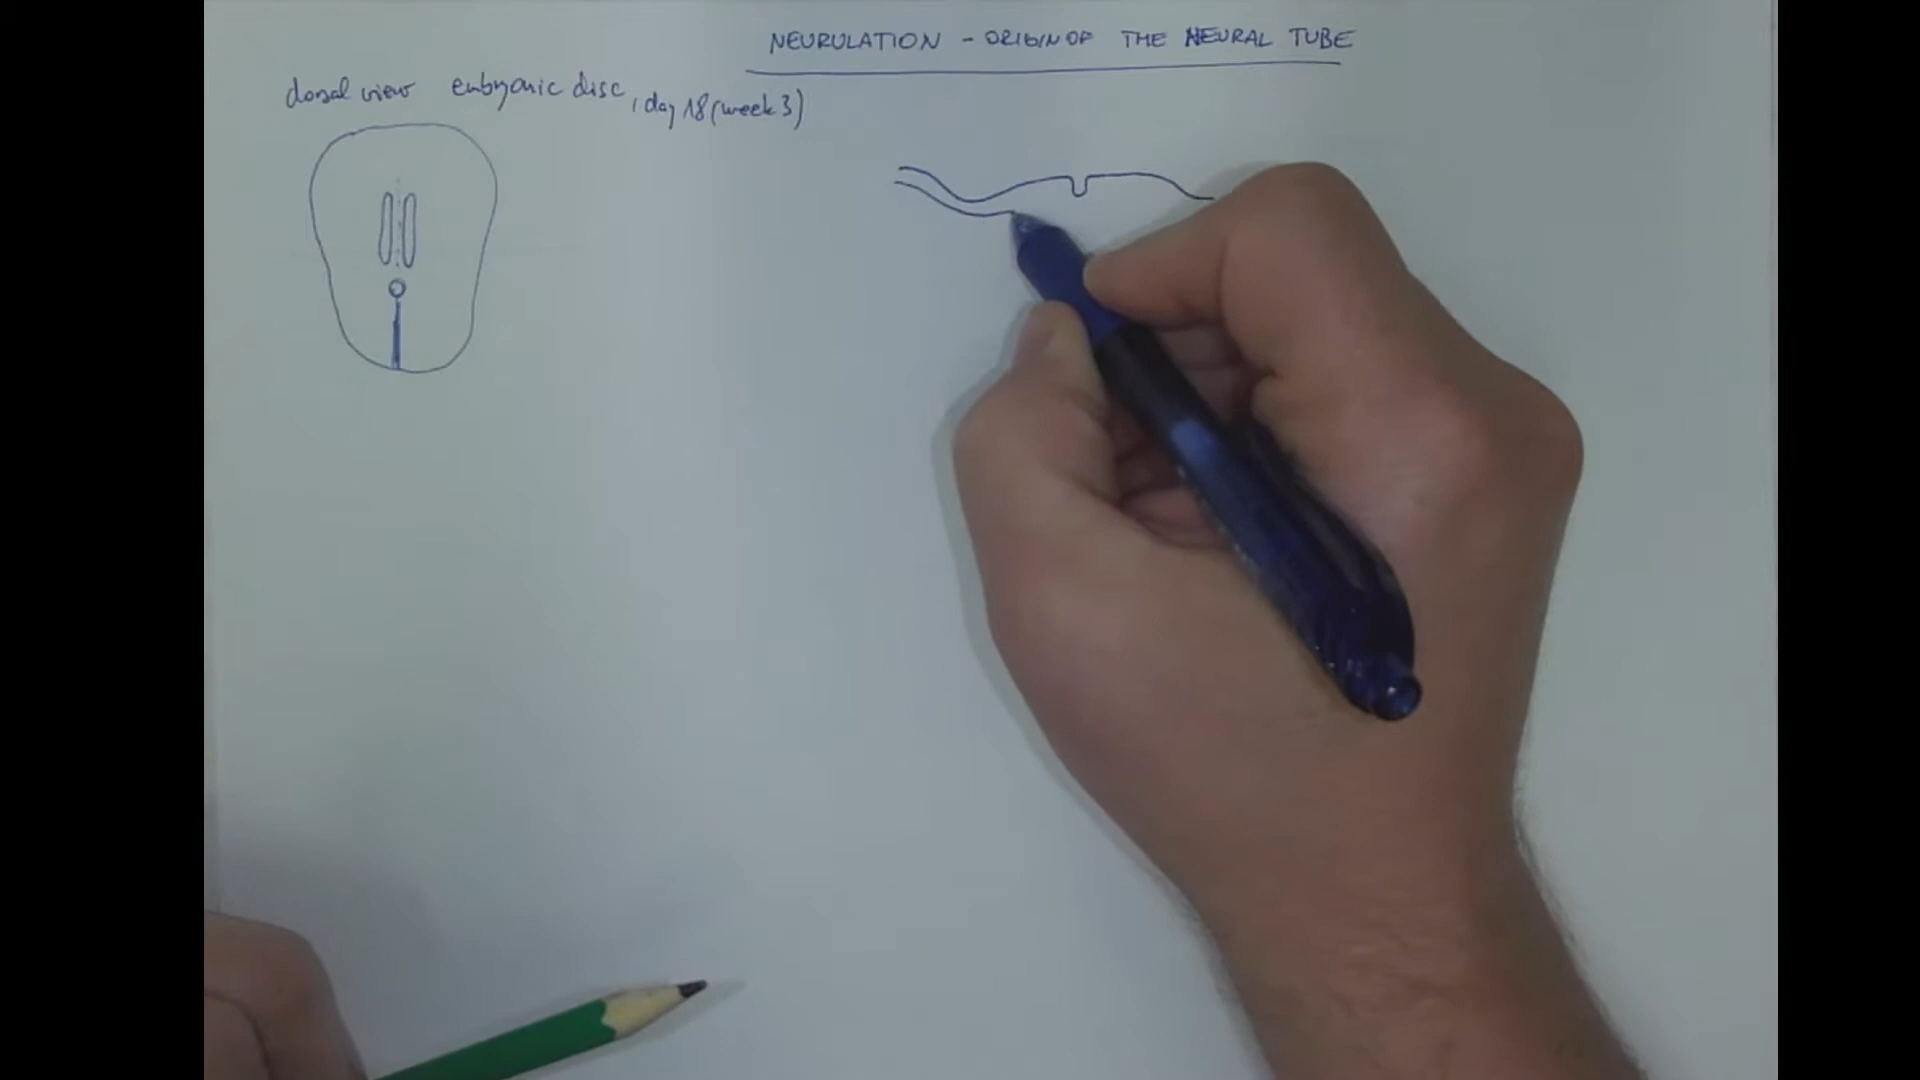 NEURULATION - ORIGIN OF THE NEURAL TUBE
dorsal view embryonic disc, day 18 (week 3)